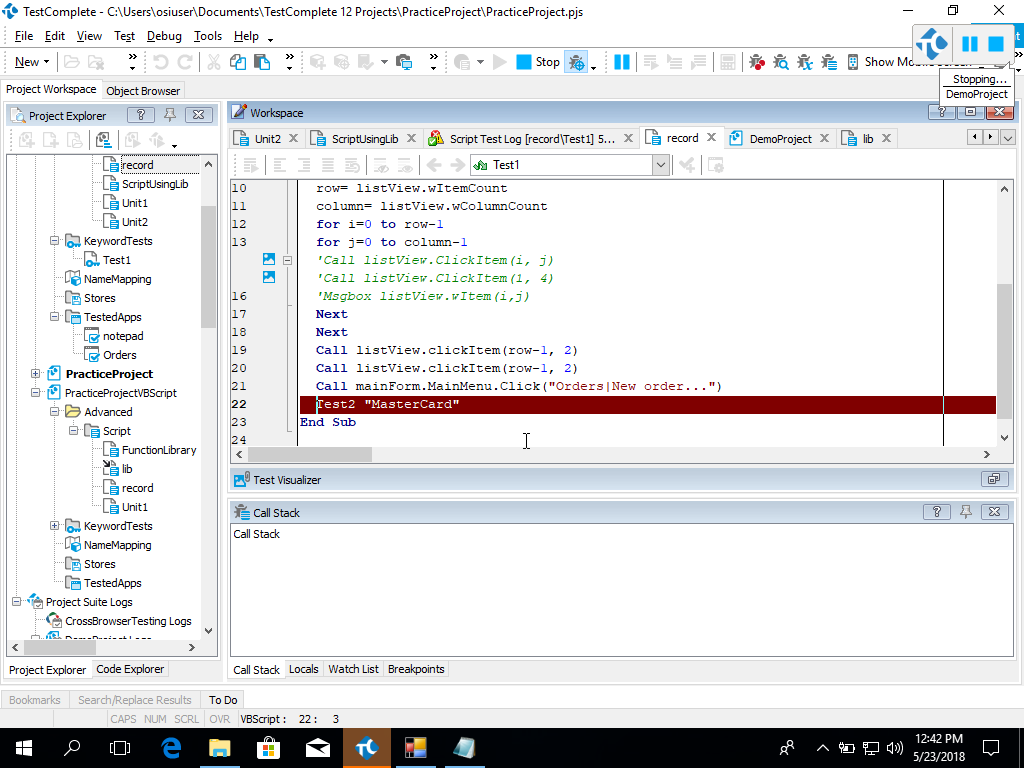 TestComplete - C:\Users\osiuser\Documents\TestComplete 12 Projects\PracticeProject\PracticeProject.pjs
File Edit View Test Debug Tools Help
New Stop Show
Stopping...
DemoProject
Project Workspace Object Browser
Project Explorer
record
ScriptUsingLib
Unit1
Unit2
KeywordTests
Test1
NameMapping
Stores
TestedApps
notepad
Orders
PracticeProject
PracticeProjectVBScript
Advanced
Script
FunctionLibrary
lib
record
Unit1
KeywordTests
NameMapping
Stores
TestedApps
Project Suite Logs
CrossBrowserTesting Logs
DemoProject Logs
Project Explorer Code Explorer
Workspace
Unit2 ScriptUsingLib Script Test Log [record\Test1] 5... record DemoProject lib
Test1
10 row= listView.wItemCount
11 column= listView.wColumnCount
12 for i=0 to row-1
13 for j=0 to column-1
'Call listView.ClickItem(i, j)
'Call listView.ClickItem(1, 4)
16 'Msgbox listView.wItem(i,j)
17 Next
18 Next
19 Call listView.clickItem(row-1, 2)
20 Call listView.clickItem(row-1, 2)
21 Call mainForm.MainMenu.Click("Orders|New order...")
22 Test2 "MasterCard"
23 End Sub
24
Test Visualizer
Call Stack
Call Stack
Call Stack Locals Watch List Breakpoints
Bookmarks Search/Replace Results To Do
CAPS NUM SCRL OVR VBScript : 22 : 3
12:42 PM
5/23/2018